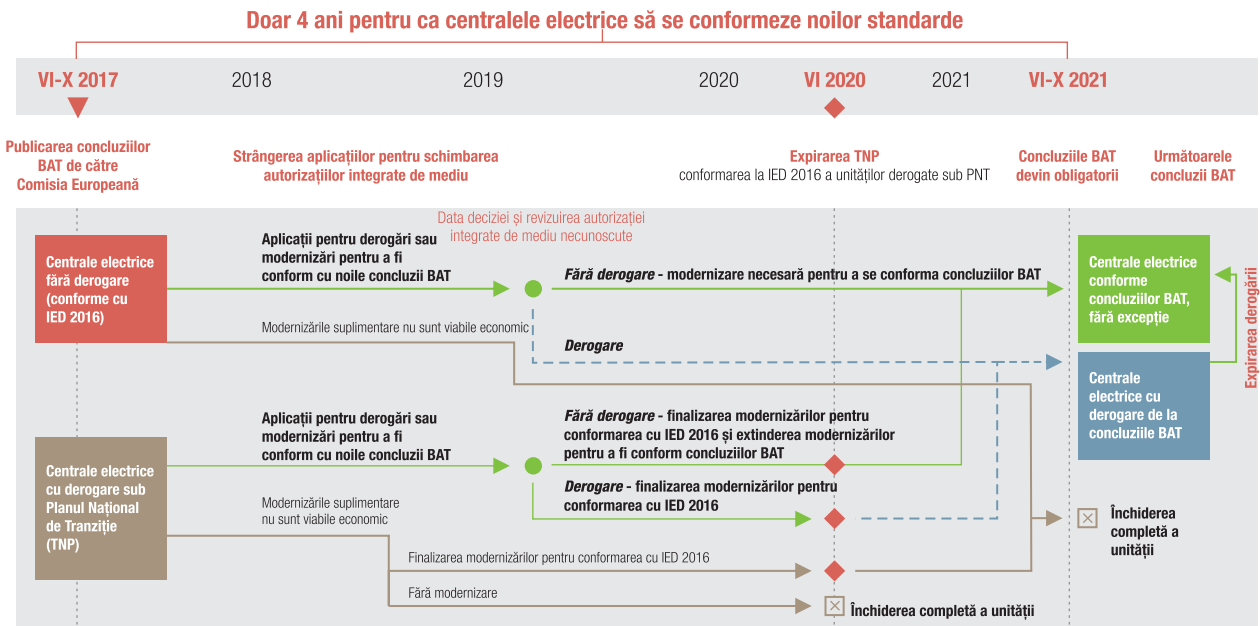 Doar 4 ani pentru ca centralele electrice să se conformeze noilor standarde
VI-X 2017
2018
2019
2020
VI 2020
2021
VI-X 2021
Publicarea concluziilor
BAT de către
Comisia Europeană
Strângerea aplicațiilor pentru schimbarea
autorizațiilor integrate de mediu
Expirarea TNP
conformarea la IED 2016 a unităților derogate sub PNT
Concluziile BAT
devin obligatorii
Următoarele
concluzii BAT
Data deciziei și revizuirea autorizației
integrate de mediu necunoscute
Centrale electrice
fără derogare
(conforme cu
IED 2016)
Aplicații pentru derogări sau
modernizări pentru a fi
conform cu noile concluzii BAT
Fără derogare - modernizare necesară pentru a se conforma concluziilor BAT
Centrale electrice
conforme
concluziilor BAT,
fără excepție
Expirarea derogării
Modernizările suplimentare nu sunt viabile economic
Derogare
Centrale
electrice cu
derogare de la
concluziile BAT
Centrale electrice
cu derogare sub
Planul Național
de Tranziție
(TNP)
Aplicații pentru derogări sau
modernizări pentru a fi
conform cu noile concluzii BAT
Fără derogare - finalizarea modernizărilor pentru
conformarea cu IED 2016 și extinderea modernizărilor
pentru a fi conform concluziilor BAT
Derogare - finalizarea modernizărilor pentru
conformarea cu IED 2016
Modernizările suplimentare
nu sunt viabile economic
Închiderea
completă a
unității
Finalizarea modernizărilor pentru conformarea cu IED 2016
Fără modernizare
Închiderea completă a unității